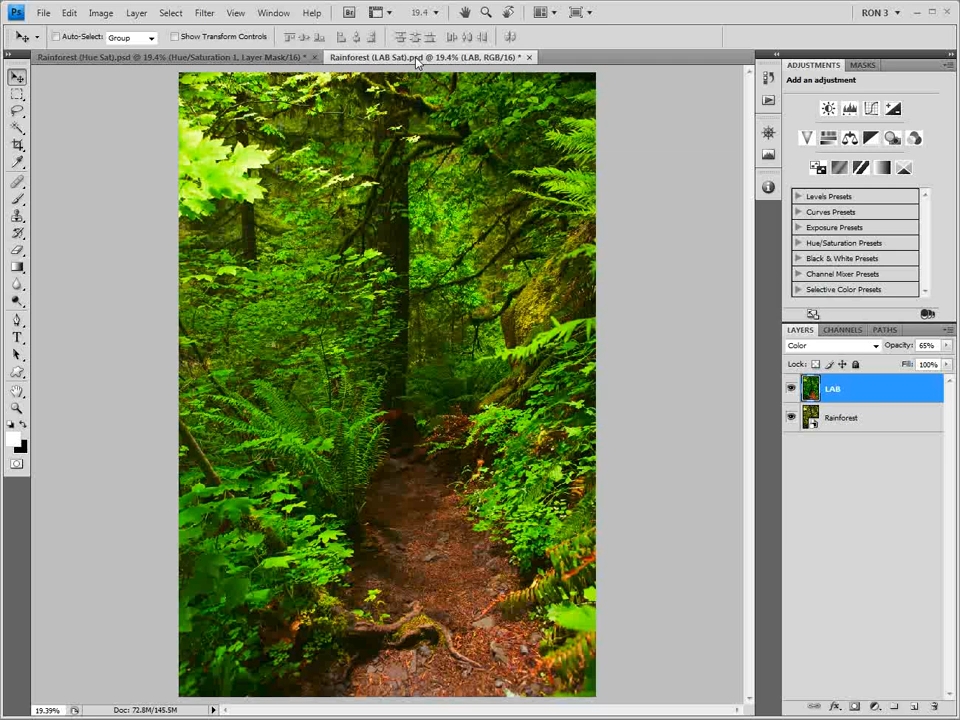 Ps File Edit Image Layer Select Filter View Window Help Br 19.4 RON 3
Auto-Select: Group Show Transform Controls
Rainforest (Hue Sat).psd @ 19.4% (Hue/Saturation 1, Layer Mask/16) * × Rainforest (LAB Sat).psd @ 19.4% (LAB, RGB/16) * ×
ADJUSTMENTS MASKS
Add an adjustment
Levels Presets
Curves Presets
Exposure Presets
Hue/Saturation Presets
Black & White Presets
Channel Mixer Presets
Selective Color Presets
LAYERS CHANNELS PATHS
Color Opacity: 65%
Lock: Fill: 100%
LAB
Rainforest
T
19.39% Doc: 72.8M/145.5M
fx